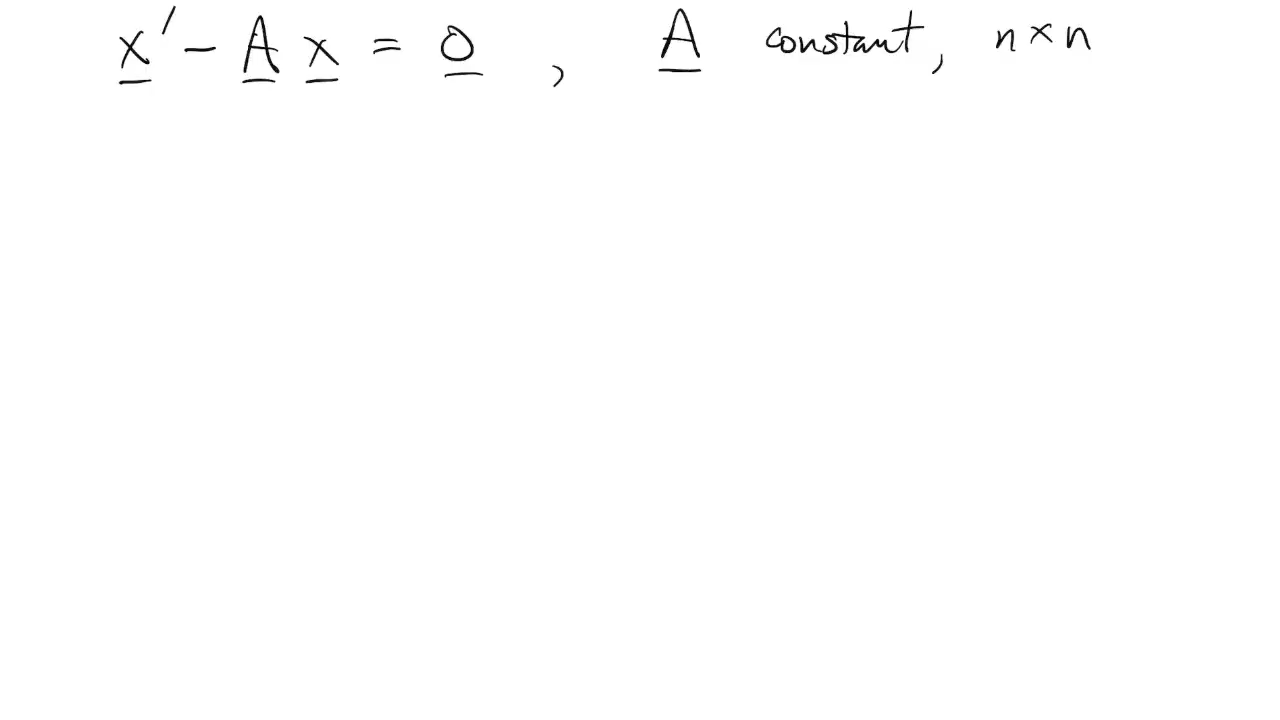 x′ − A x = 0 , A constant, n×n